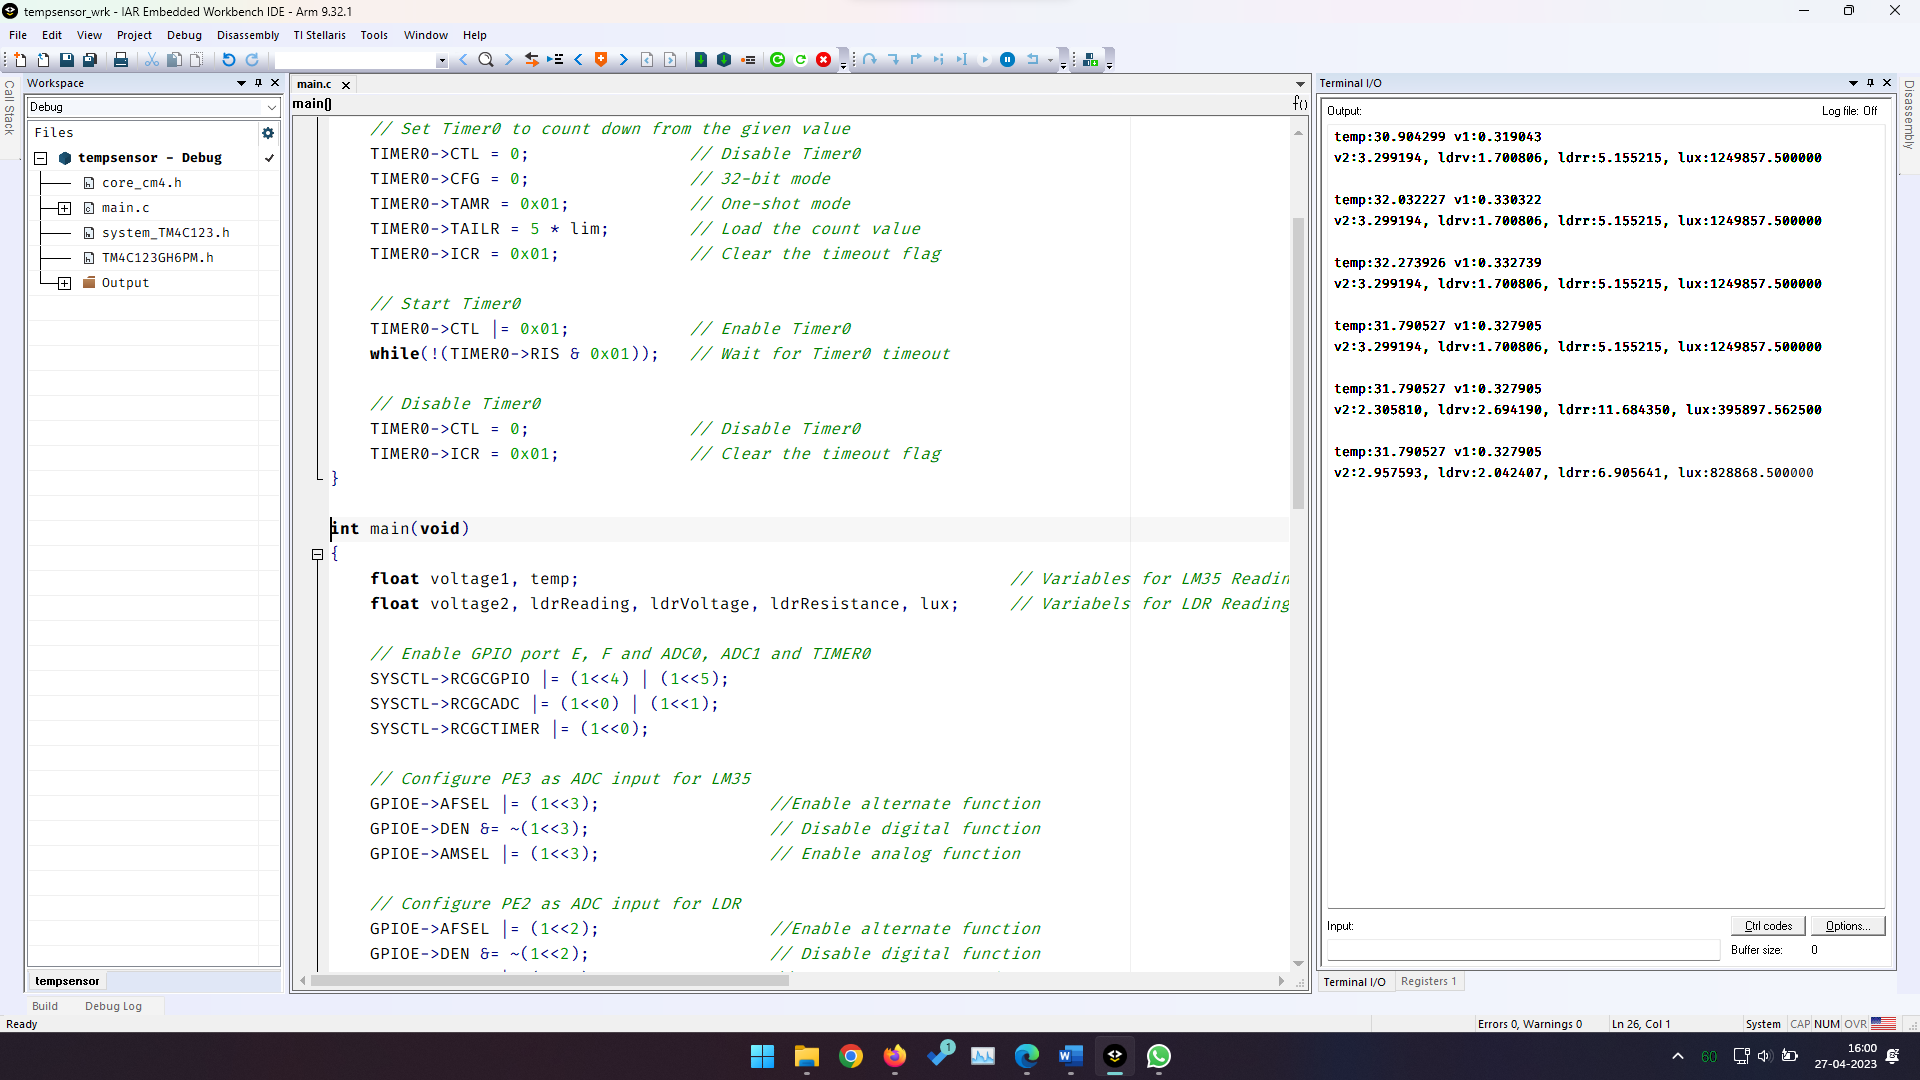 tempsensor_wrk - IAR Embedded Workbench IDE - Arm 9.32.1
File Edit View Project Debug Disassembly TI Stellaris Tools Window Help
Call Stack
Workspace
Debug
Files
tempsensor - Debug
core_cm4.h
main.c
system_TM4C123.h
TM4C123GH6PM.h
Output
tempsensor
main.c
main()
f()
// Set Timer0 to count down from the given value
TIMER0->CTL = 0; // Disable Timer0
TIMER0->CFG = 0; // 32-bit mode
TIMER0->TAMR = 0x01; // One-shot mode
TIMER0->TAILR = 5 * lim; // Load the count value
TIMER0->ICR = 0x01; // Clear the timeout flag
// Start Timer0
TIMER0->CTL |= 0x01; // Enable Timer0
while(!(TIMER0->RIS & 0x01)); // Wait for Timer0 timeout
// Disable Timer0
TIMER0->CTL = 0; // Disable Timer0
TIMER0->ICR = 0x01; // Clear the timeout flag
}
int main(void)
{
float voltage1, temp; // Variables for LM35 Readin
float voltage2, ldrReading, ldrVoltage, ldrResistance, lux; // Variabels for LDR Reading
// Enable GPIO port E, F and ADC0, ADC1 and TIMER0
SYSCTL->RCGCGPIO |= (1<<4) | (1<<5);
SYSCTL->RCGCADC |= (1<<0) | (1<<1);
SYSCTL->RCGCTIMER |= (1<<0);
// Configure PE3 as ADC input for LM35
GPIOE->AFSEL |= (1<<3); //Enable alternate function
GPIOE->DEN &= ~(1<<3); // Disable digital function
GPIOE->AMSEL |= (1<<3); // Enable analog function
// Configure PE2 as ADC input for LDR
GPIOE->AFSEL |= (1<<2); //Enable alternate function
GPIOE->DEN &= ~(1<<2); // Disable digital function
Terminal I/O
Output: Log file: Off
temp:30.904299 v1:0.319043
v2:3.299194, ldrv:1.700806, ldrr:5.155215, lux:1249857.500000
temp:32.032227 v1:0.330322
v2:3.299194, ldrv:1.700806, ldrr:5.155215, lux:1249857.500000
temp:32.273926 v1:0.332739
v2:3.299194, ldrv:1.700806, ldrr:5.155215, lux:1249857.500000
temp:31.790527 v1:0.327905
v2:3.299194, ldrv:1.700806, ldrr:5.155215, lux:1249857.500000
temp:31.790527 v1:0.327905
v2:2.305810, ldrv:2.694190, ldrr:11.684350, lux:395897.562500
temp:31.790527 v1:0.327905
v2:2.957593, ldrv:2.042407, ldrr:6.905641, lux:828868.500000
Input: Ctrl codes Options...
Buffer size: 0
Terminal I/O Registers 1
Disassembly
Build Debug Log
Ready Errors 0, Warnings 0 Ln 26, Col 1 System CAP NUM OVR
1
60
16:00
27-04-2023